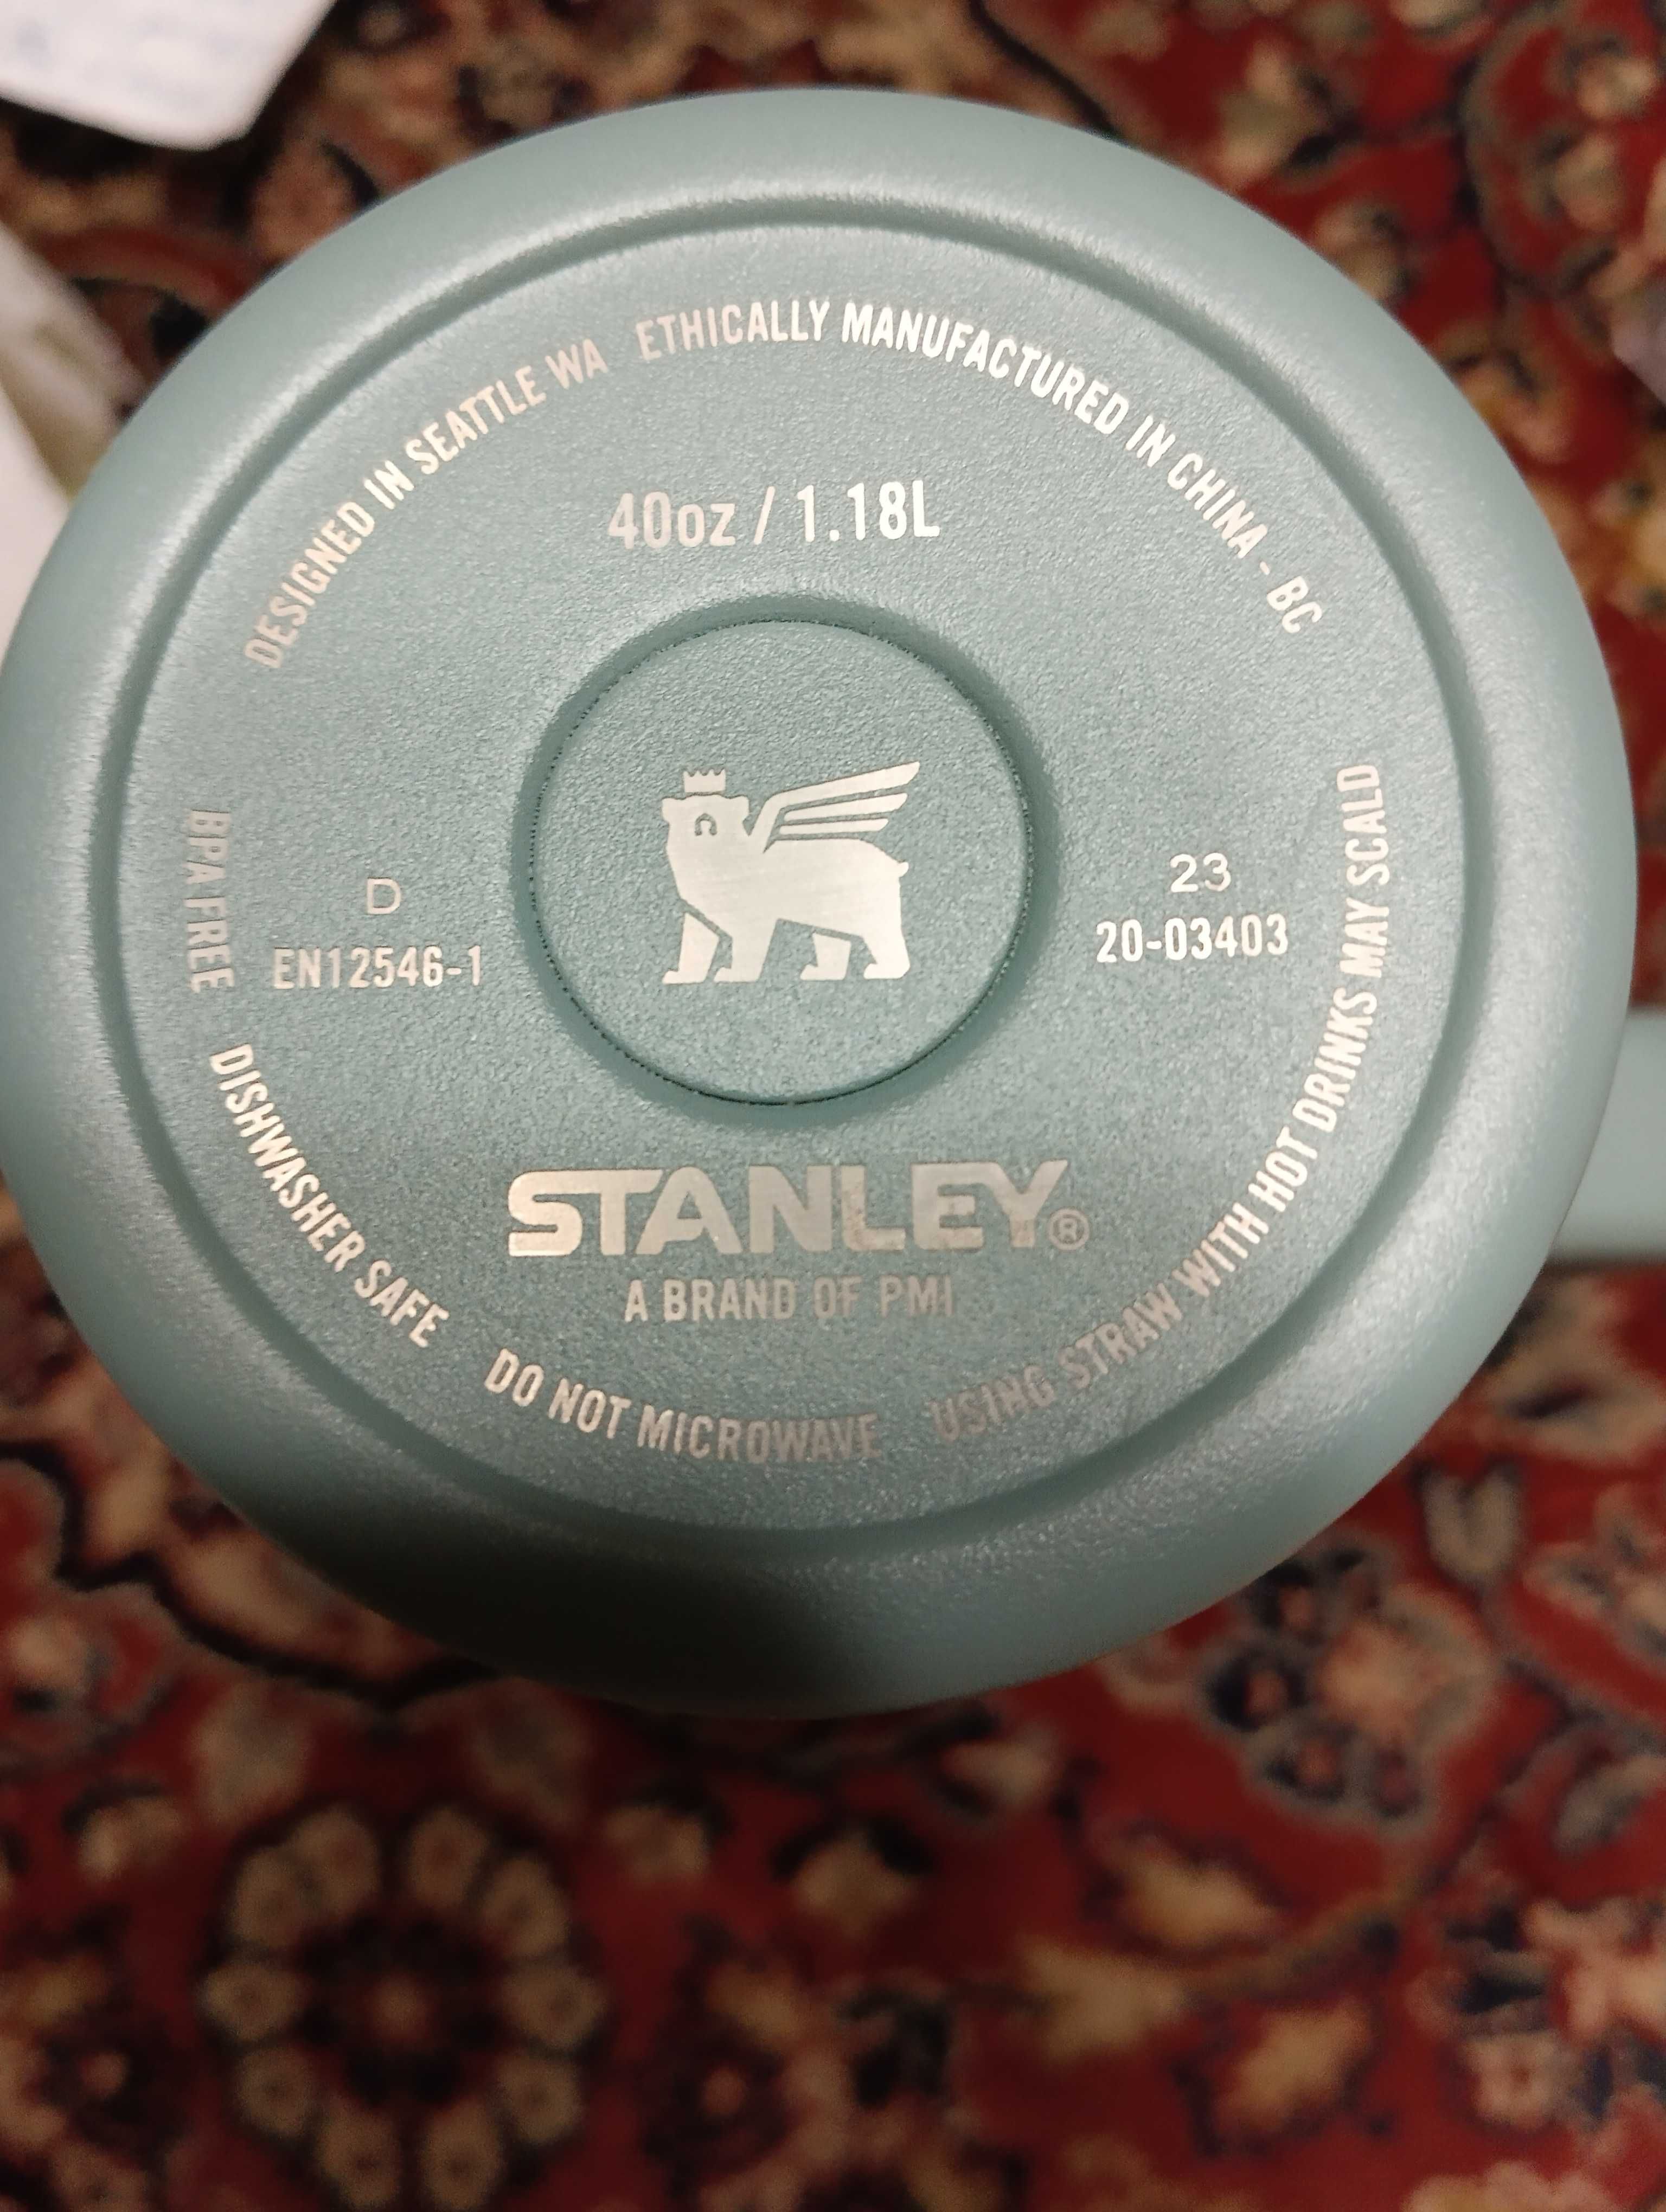 DESIGNED IN SEATTLE WA
ETHICALLY MANUFACTURED IN CHINA - BC
40oz / 1.18L
BPA FREE
D
EN12546-1
23
20-03403
STANLEY®
A BRAND OF PMI
DISHWASHER SAFE
DO NOT MICROWAVE
USING STRAW WITH HOT DRINKS MAY SCALD